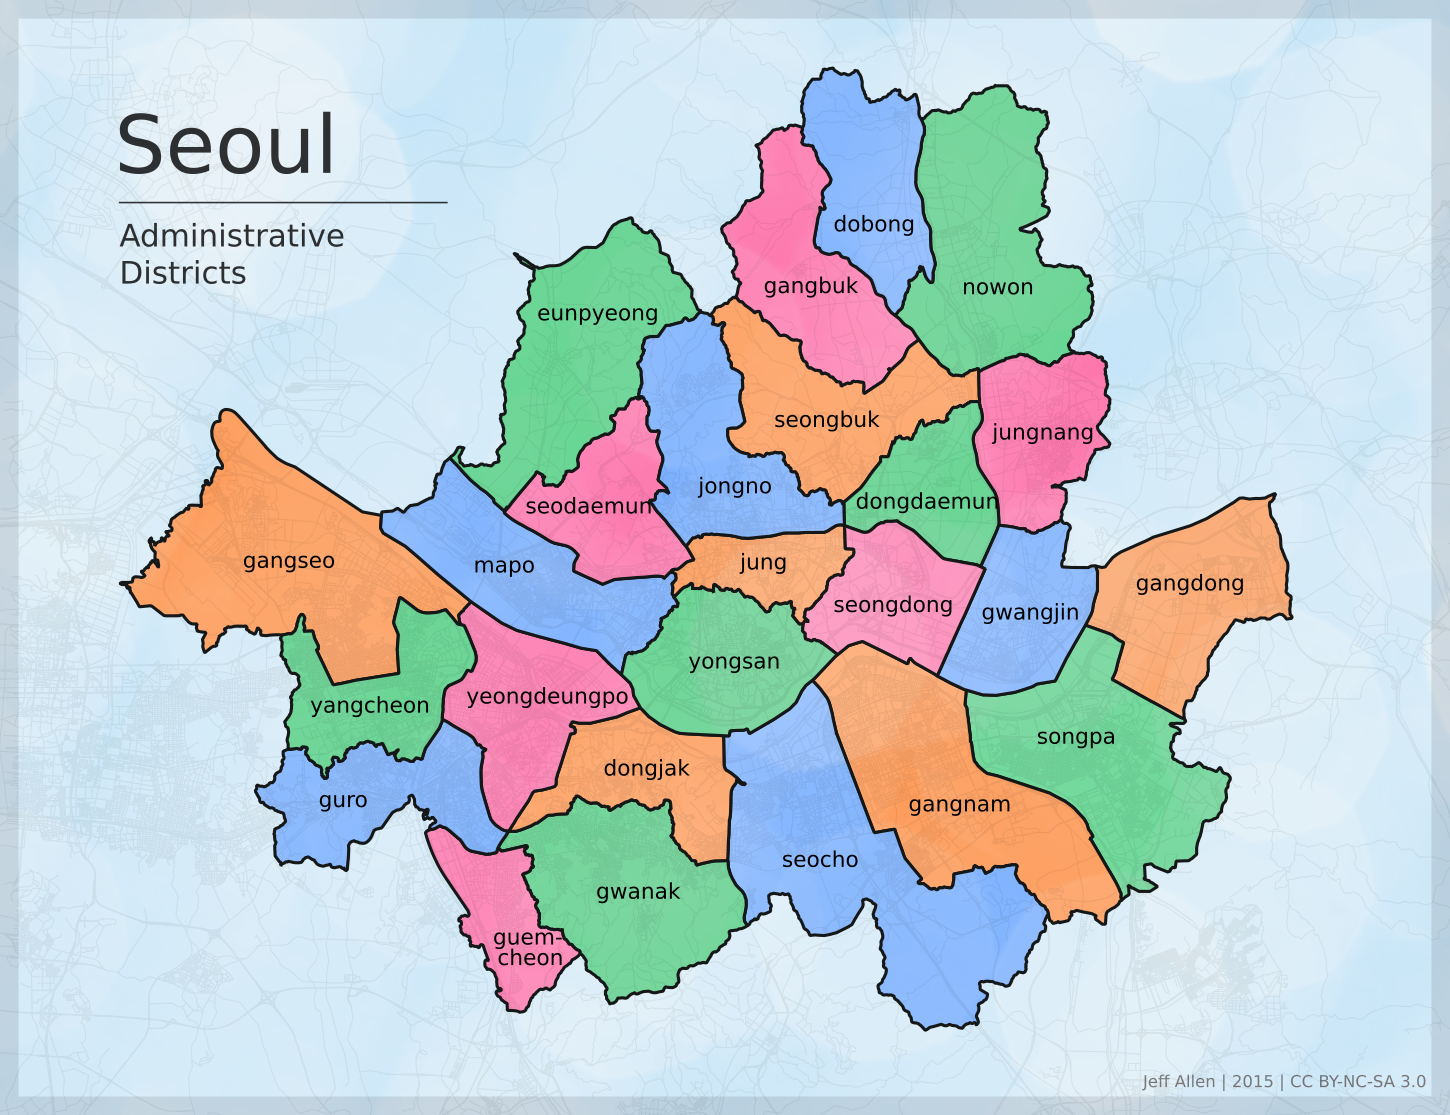 Seoul
Administrative
Districts
dobong
gangbuk
nowon
eunpyeong
seongbuk
jungnang
jongno
dongdaemun
seodaemun
gangseo
mapo
jung
gangdong
seongdong
gwangjin
yongsan
yangcheon
yeongdeungpo
songpa
dongjak
guro
gangnam
seocho
gwanak
guem-
cheon
Jeff Allen | 2015 | CC BY-NC-SA 3.0